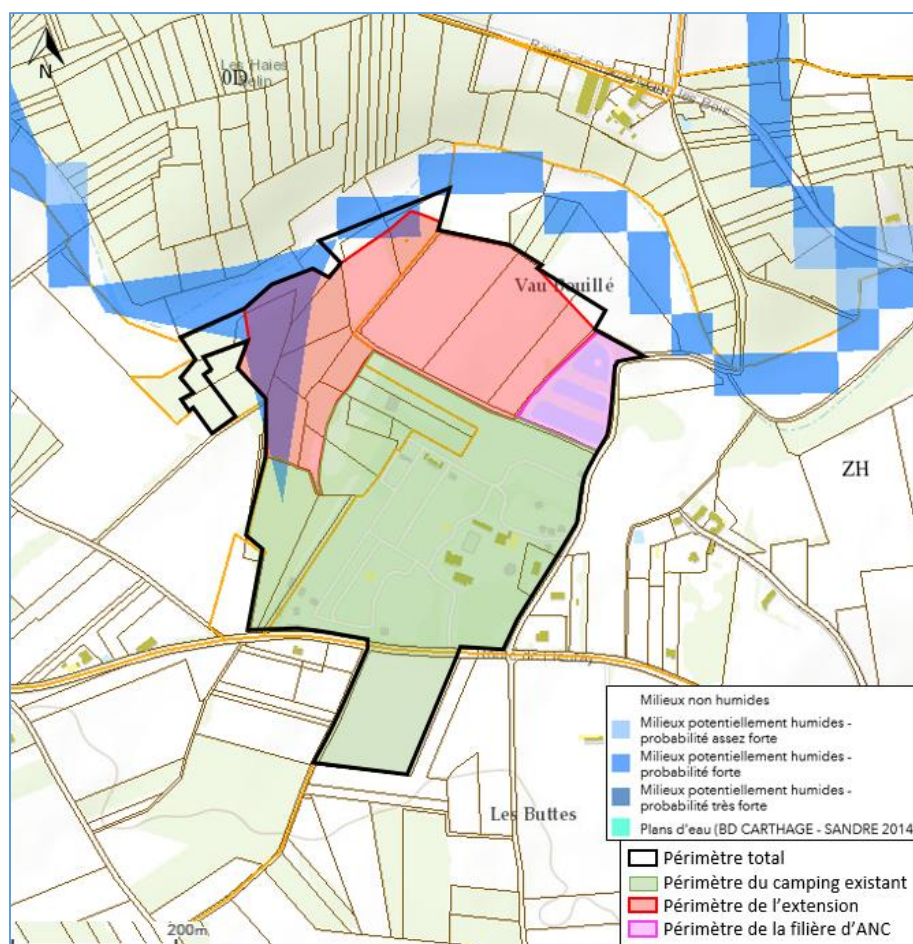 N
Les Haies
0D
Vau Bouillé
ZH
Les Buttes
200m
Milieux non humides
Milieux potentiellement humides -
probabilité assez forte
Milieux potentiellement humides -
probabilité forte
Milieux potentiellement humides -
probabilité très forte
Plans d'eau (BD CARTHAGE - SANDRE 2014
Périmètre total
Périmètre du camping existant
Périmètre de l'extension
Périmètre de la filière d'ANC